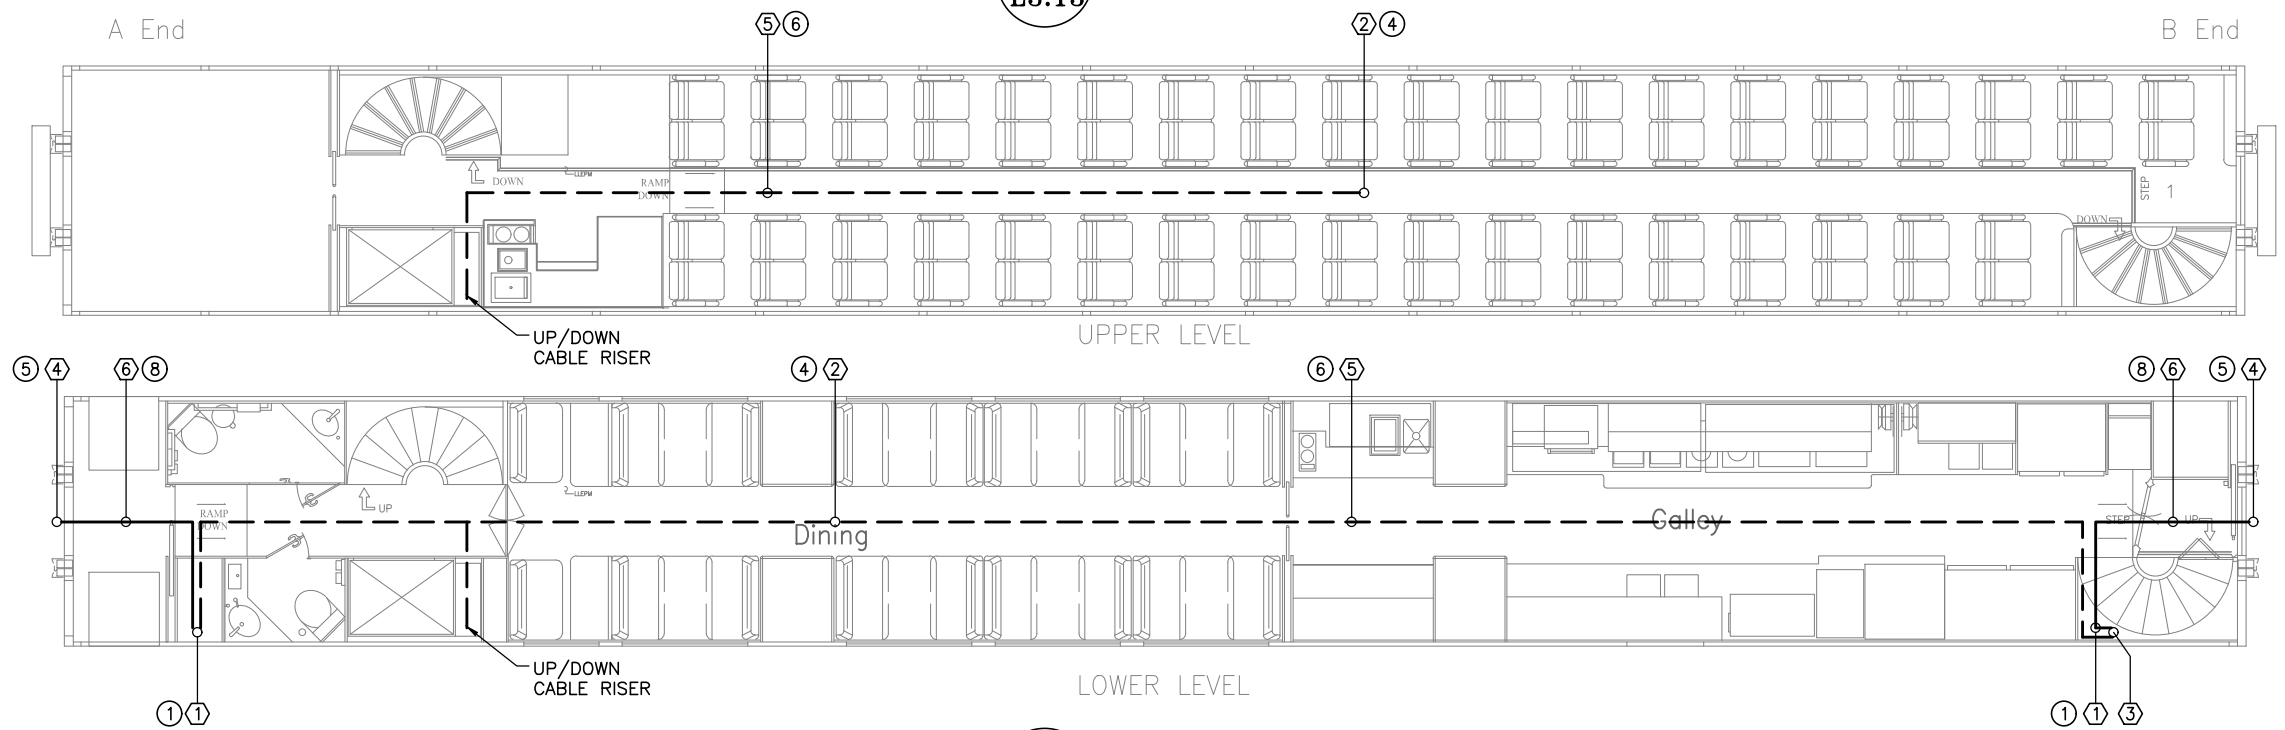 L3.13
A End
5 6
2 4
B End
LLEPM
DOWN
RAMP
DOWN
STEP
1
DOWN
UP/DOWN
CABLE RISER
UPPER LEVEL
5 4
6 8
4 2
6 5
8 6
5 4
LLEPM
UP
RAMP
DOWN
Dining
Galley
STEP
UP
UP/DOWN
CABLE RISER
LOWER LEVEL
1 1
1 1 3